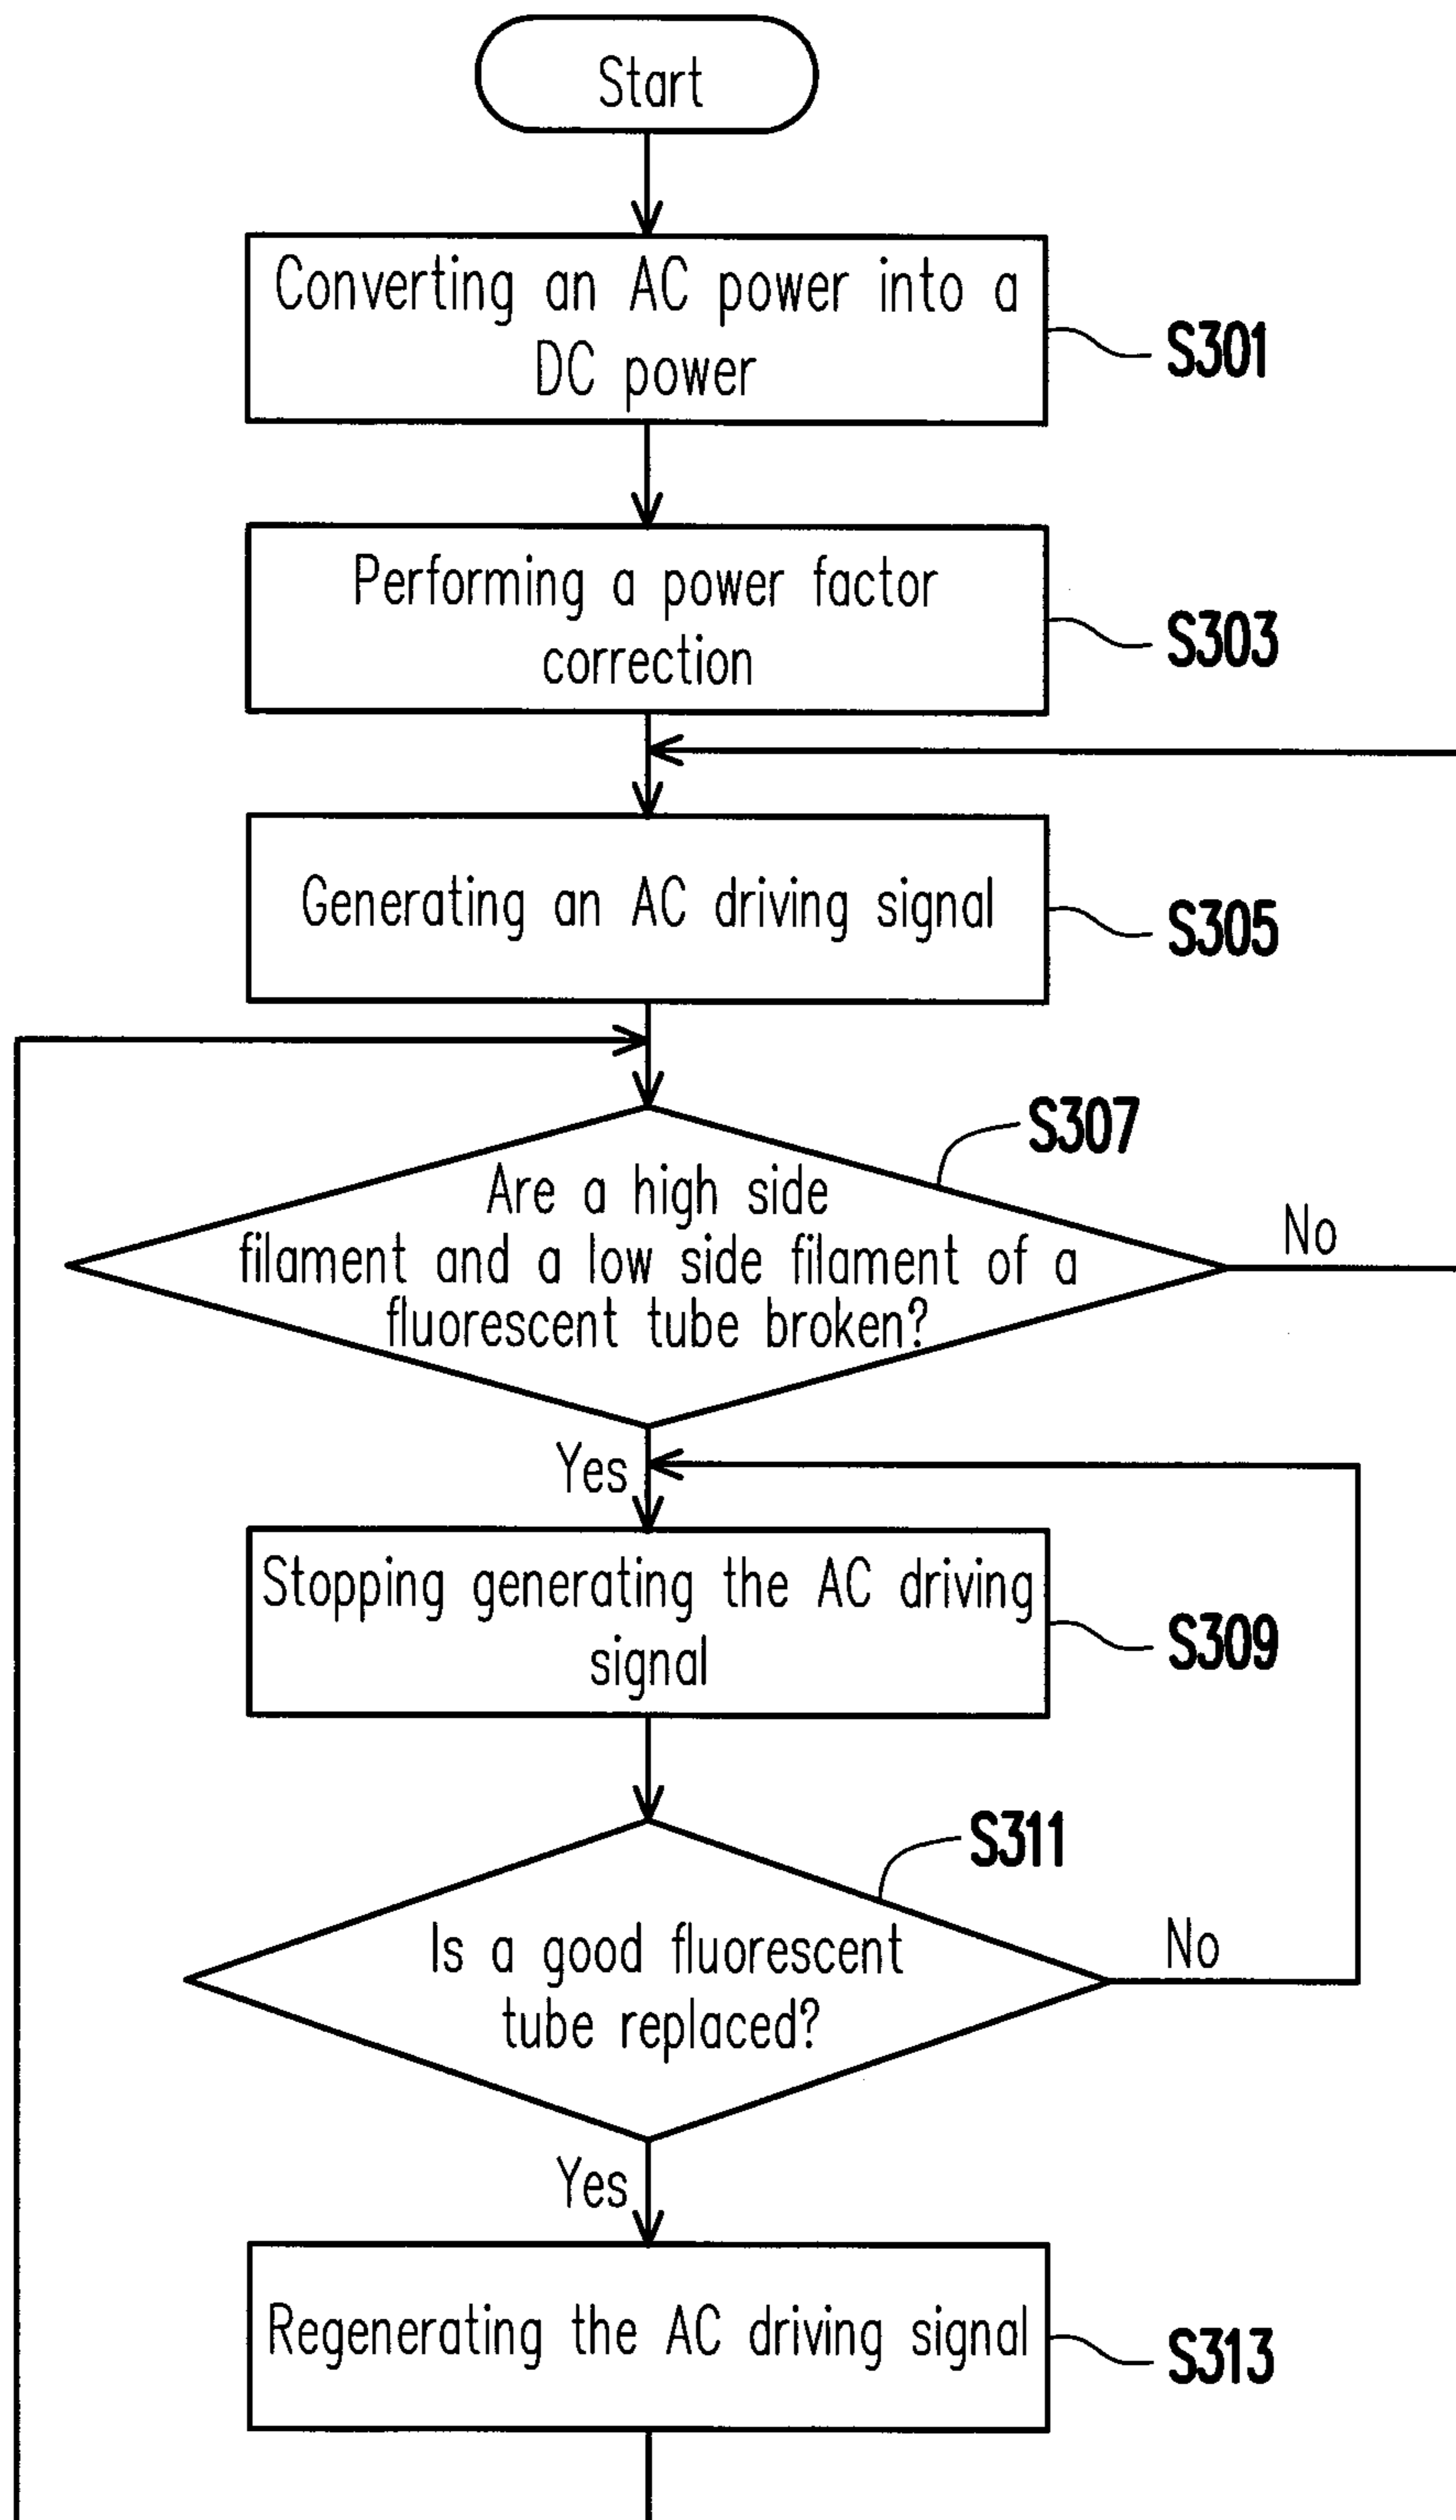 Start
Converting an AC power into a
DC power
S301
Performing a power factor
correction
S303
Generating an AC driving signal
S305
S307
Are a high side
filament and a low side filament of a
fluorescent tube broken?
No
Yes
Stopping generating the AC driving
signal
S309
S311
Is a good fluorescent
tube replaced?
No
Yes
Regenerating the AC driving signal
S313